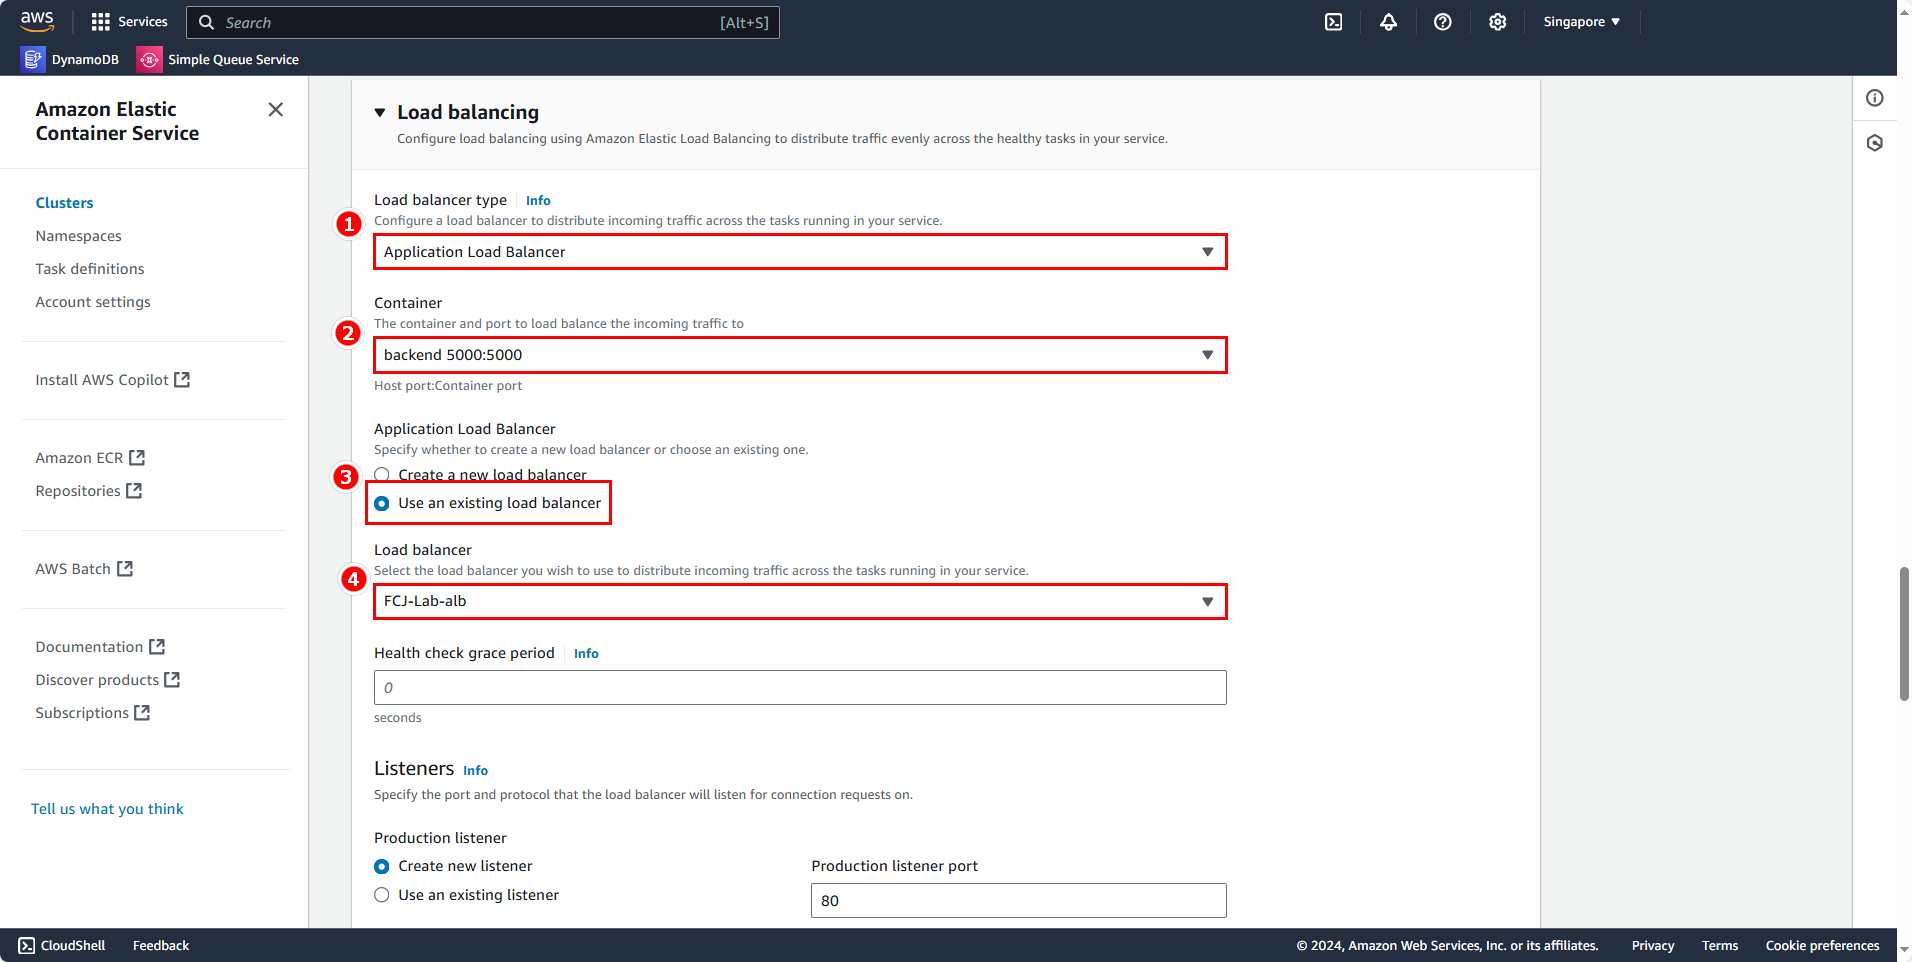 aws
Services
Search
[Alt+S]
Singapore
DynamoDB
Simple Queue Service
Amazon Elastic
Container Service
Clusters
Namespaces
Task definitions
Account settings
Install AWS Copilot
Amazon ECR
Repositories
AWS Batch
Documentation
Discover products
Subscriptions
Tell us what you think
Load balancing
Configure load balancing using Amazon Elastic Load Balancing to distribute traffic evenly across the healthy tasks in your service.
Load balancer type Info
1
Configure a load balancer to distribute incoming traffic across the tasks running in your service.
Application Load Balancer
Container
2
The container and port to load balance the incoming traffic to
backend 5000:5000
Host port:Container port
Application Load Balancer
Specify whether to create a new load balancer or choose an existing one.
3
Create a new load balancer
Use an existing load balancer
Load balancer
4
Select the load balancer you wish to use to distribute incoming traffic across the tasks running in your service.
FCJ-Lab-alb
Health check grace period Info
0
seconds
Listeners Info
Specify the port and protocol that the load balancer will listen for connection requests on.
Production listener
Create new listener
Use an existing listener
Production listener port
80
CloudShell
Feedback
© 2024, Amazon Web Services, Inc. or its affiliates.
Privacy
Terms
Cookie preferences